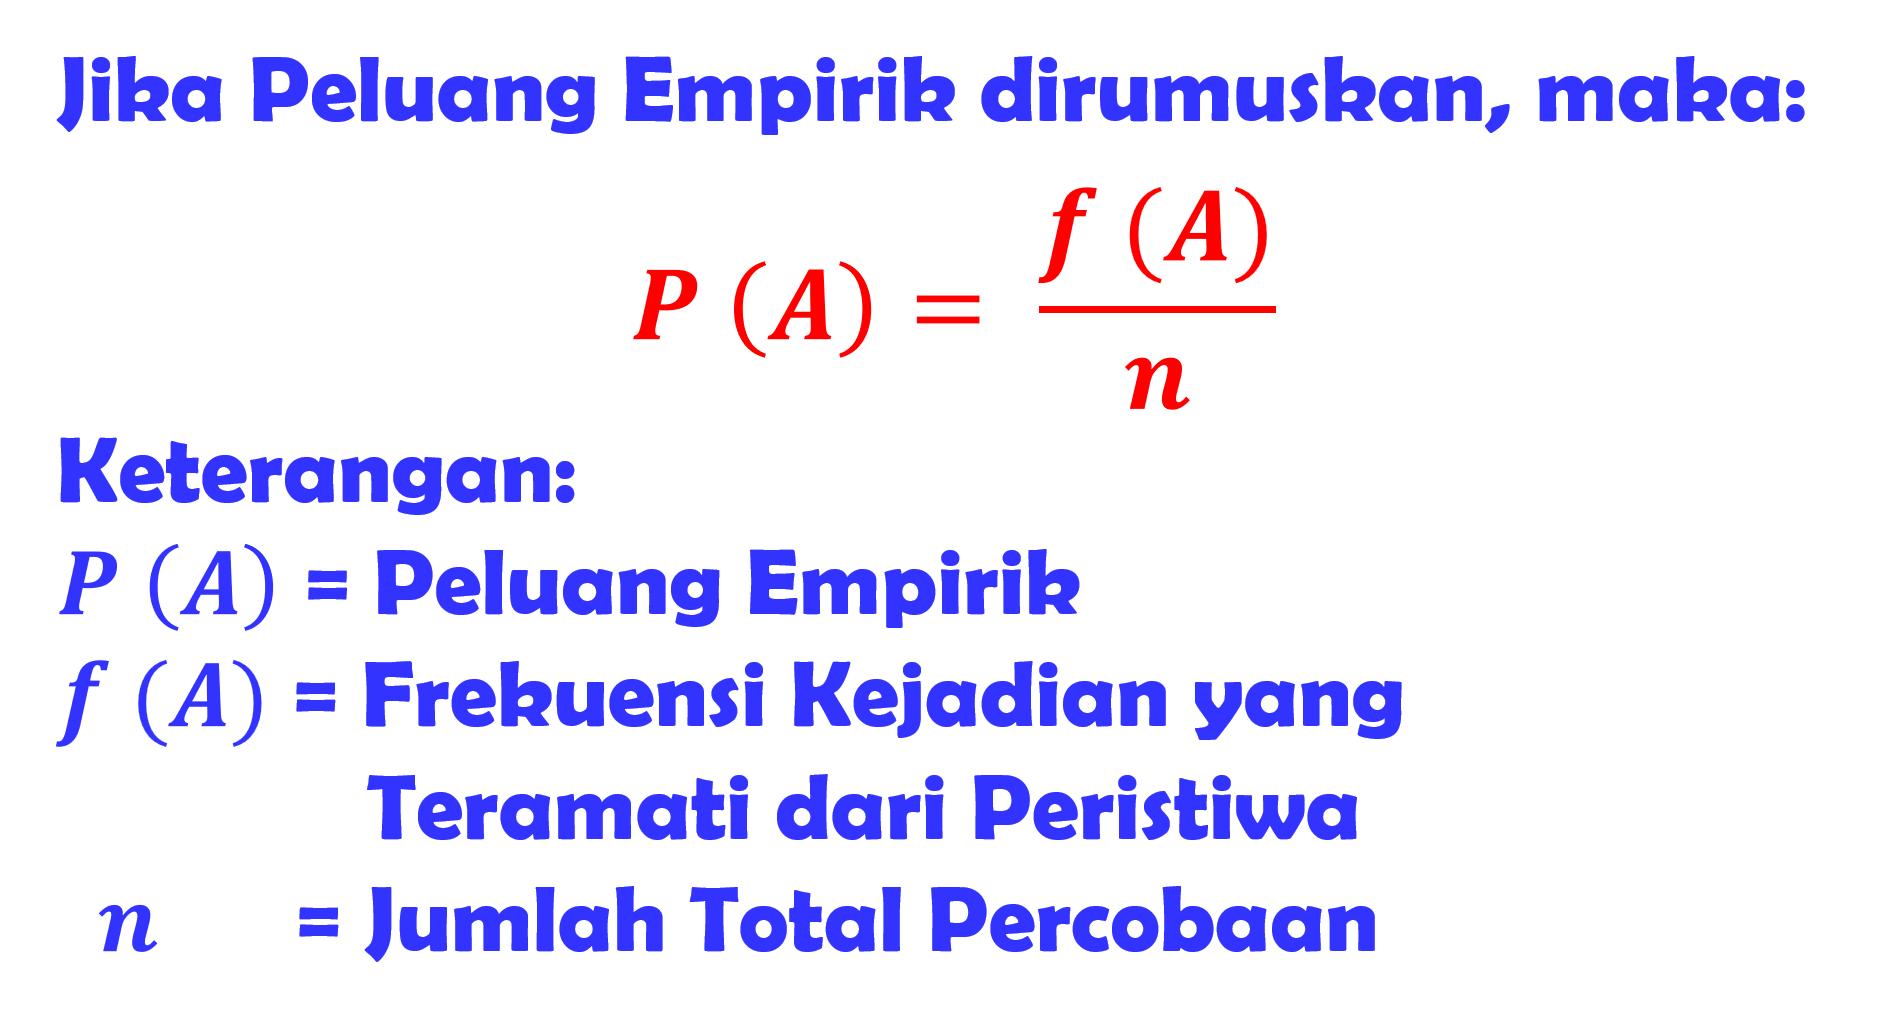 Jika Peluang Empirik dirumuskan, maka:
P (A) = f (A) / n
Keterangan:
P (A) = Peluang Empirik
f (A) = Frekuensi Kejadian yang
Teramati dari Peristiwa
n = Jumlah Total Percobaan